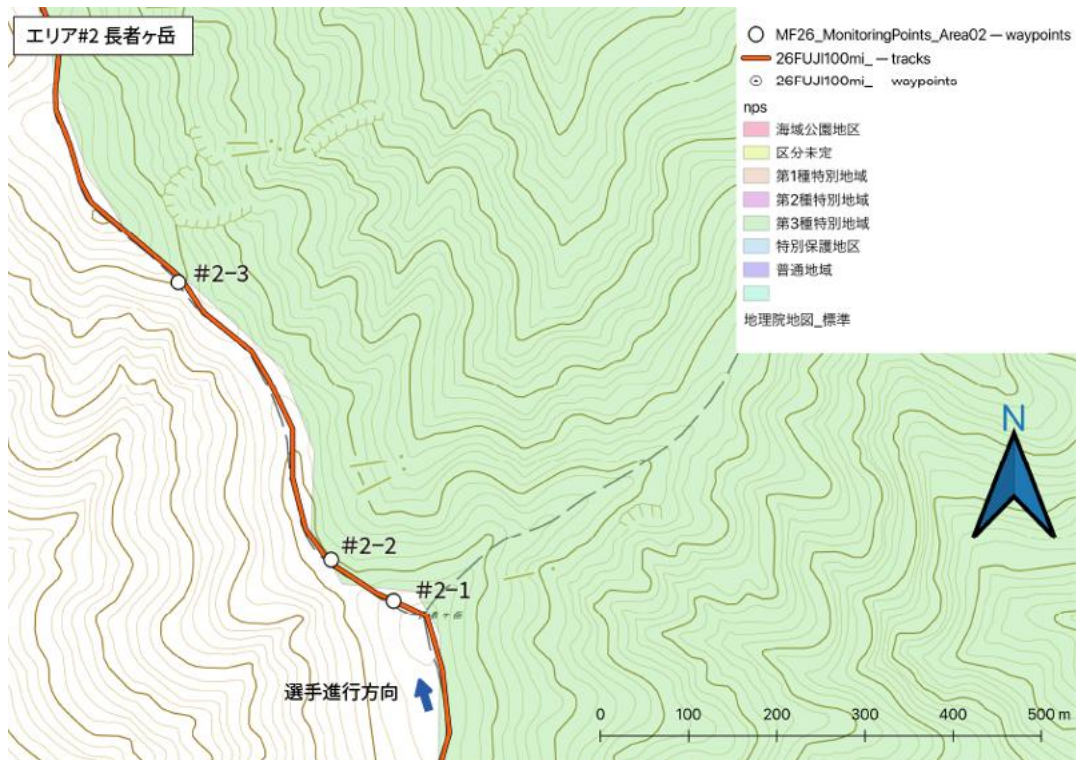 エリア#2 長者ヶ岳
MF26_MonitoringPoints_Area02 — waypoints
26FUJI100mi_ — tracks
26FUJI100mi_ waypoints
nps
海域公園地区
区分未定
第1種特別地域
第2種特別地域
第3種特別地域
特別保護地区
普通地域
地理院地図_標準
#2-3
N
#2-2
#2-1
選手進行方向
0 100 200 300 400 500 m